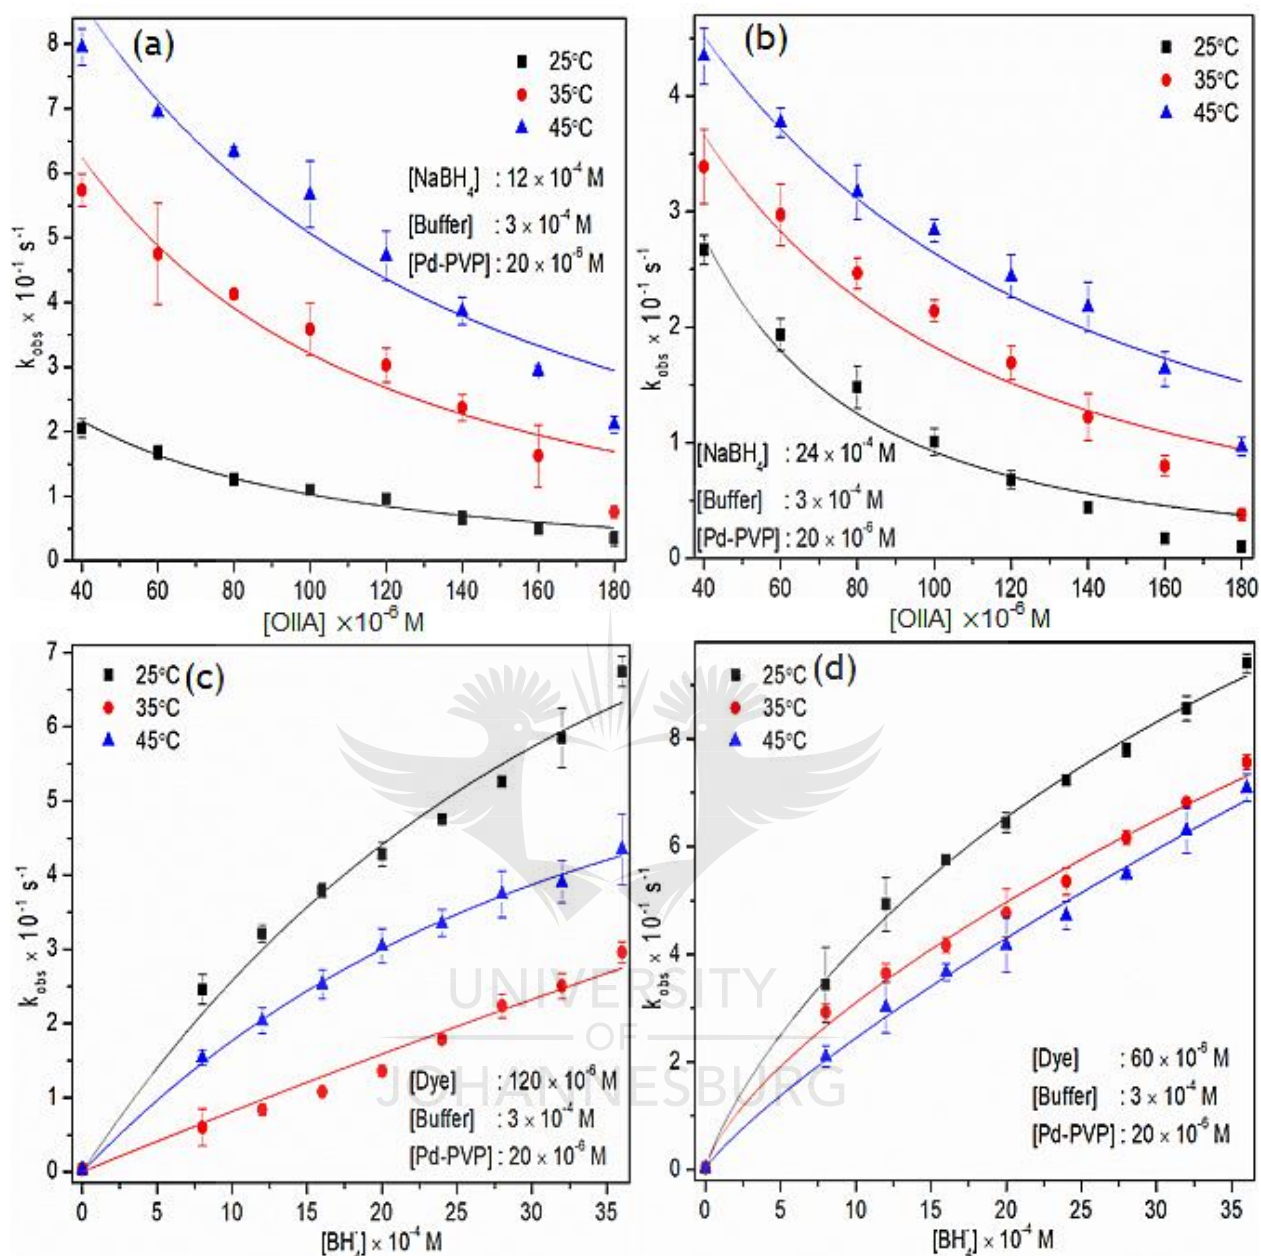 (a)
25°C
35°C
45°C
[NaBH₄] : 12 × 10⁻⁴ M
[Buffer] : 3 × 10⁻⁴ M
[Pd-PVP] : 20 × 10⁻⁶ M
k_obs × 10⁻¹ s⁻¹
8
7
6
5
4
3
2
1
0
40 60 80 100 120 140 160 180
[OIIA] ×10⁻⁶ M
(b)
25°C
35°C
45°C
[NaBH₄] : 24 × 10⁻⁴ M
[Buffer] : 3 × 10⁻⁴ M
[Pd-PVP] : 20 × 10⁻⁶ M
k_obs × 10⁻¹ s⁻¹
4
3
2
1
0
40 60 80 100 120 140 160 180
[OIIA] ×10⁻⁶ M
(c)
25°C
35°C
45°C
[Dye] : 120 × 10⁻⁶ M
[Buffer] : 3 × 10⁻⁴ M
[Pd-PVP] : 20 × 10⁻⁶ M
k_obs × 10⁻¹ s⁻¹
7
6
5
4
3
2
1
0
0 5 10 15 20 25 30 35
[BH₄⁻] × 10⁻⁴ M
(d)
25°C
35°C
45°C
[Dye] : 60 × 10⁻⁶ M
[Buffer] : 3 × 10⁻⁴ M
[Pd-PVP] : 20 × 10⁻⁶ M
k_obs × 10⁻¹ s⁻¹
8
6
4
2
0
0 5 10 15 20 25 30 35
[BH₄⁻] × 10⁻⁴ M
UNIVERSITY
OF
JOHANNESBURG